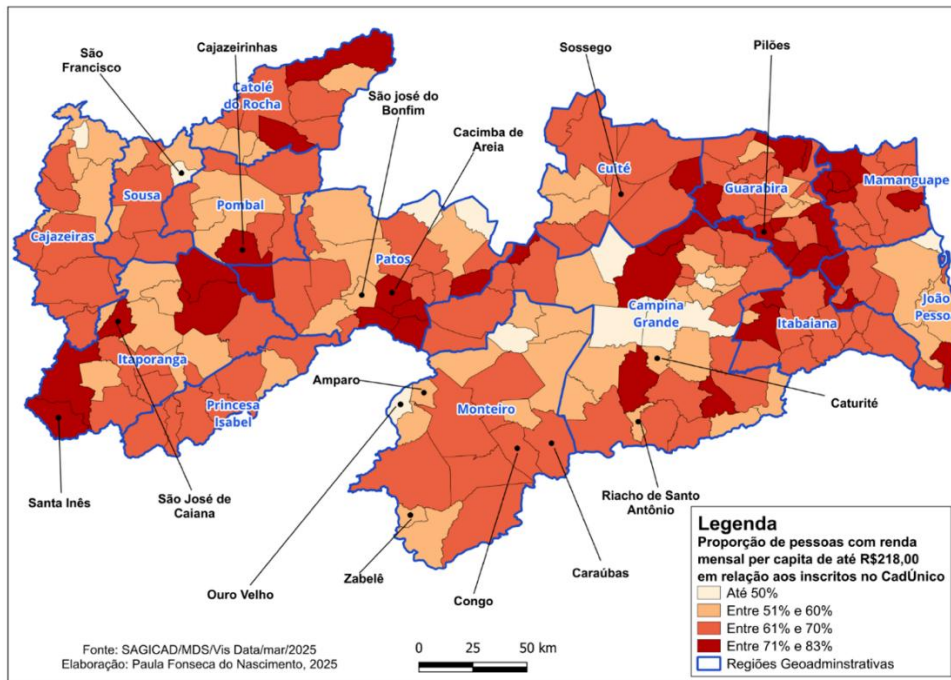 São
Francisco
Cajazeirinhas
São josé do
Bonfim
Cacimba de
Areia
Sossego
Pilões
Catolé
do Rocha
Sousa
Pombal
Cajazeiras
Patos
Cuité
Guarabira
Mamanguape
Campina
Grande
João
Pessoa
Itabaiana
Itaporanga
Princesa
Isabel
Monteiro
Amparo
Caturité
Santa Inês
São José de
Caiana
Ouro Velho
Zabelê
Congo
Caraúbas
Riacho de Santo
Antônio
Legenda
Proporção de pessoas com renda
mensal per capita de até R$218,00
em relação aos inscritos no CadÚnico
Até 50%
Entre 51% e 60%
Entre 61% e 70%
Entre 71% e 83%
Regiões Geoadminstrativas
Fonte: SAGICAD/MDS/Vis Data/mar/2025
Elaboração: Paula Fonseca do Nascimento, 2025
0 25 50 km